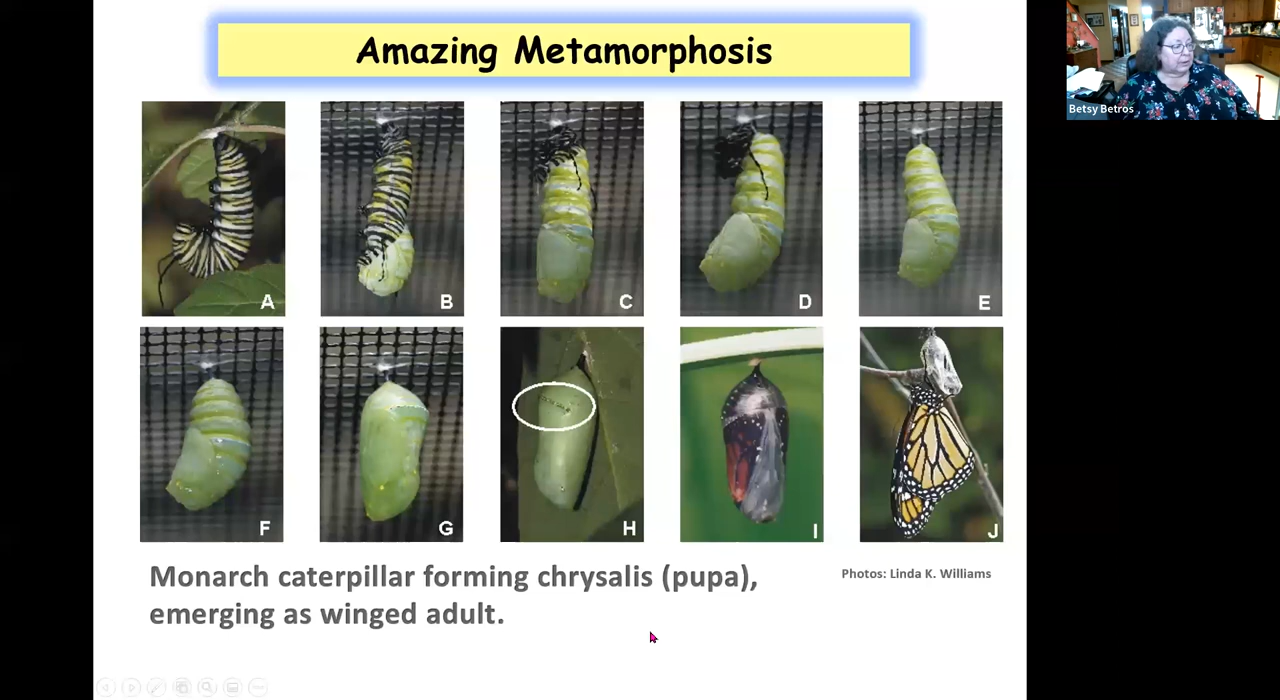 Amazing Metamorphosis
Betsy Betros
A
B
C
D
E
F
G
H
I
J
Monarch caterpillar forming chrysalis (pupa),
emerging as winged adult.
Photos: Linda K. Williams